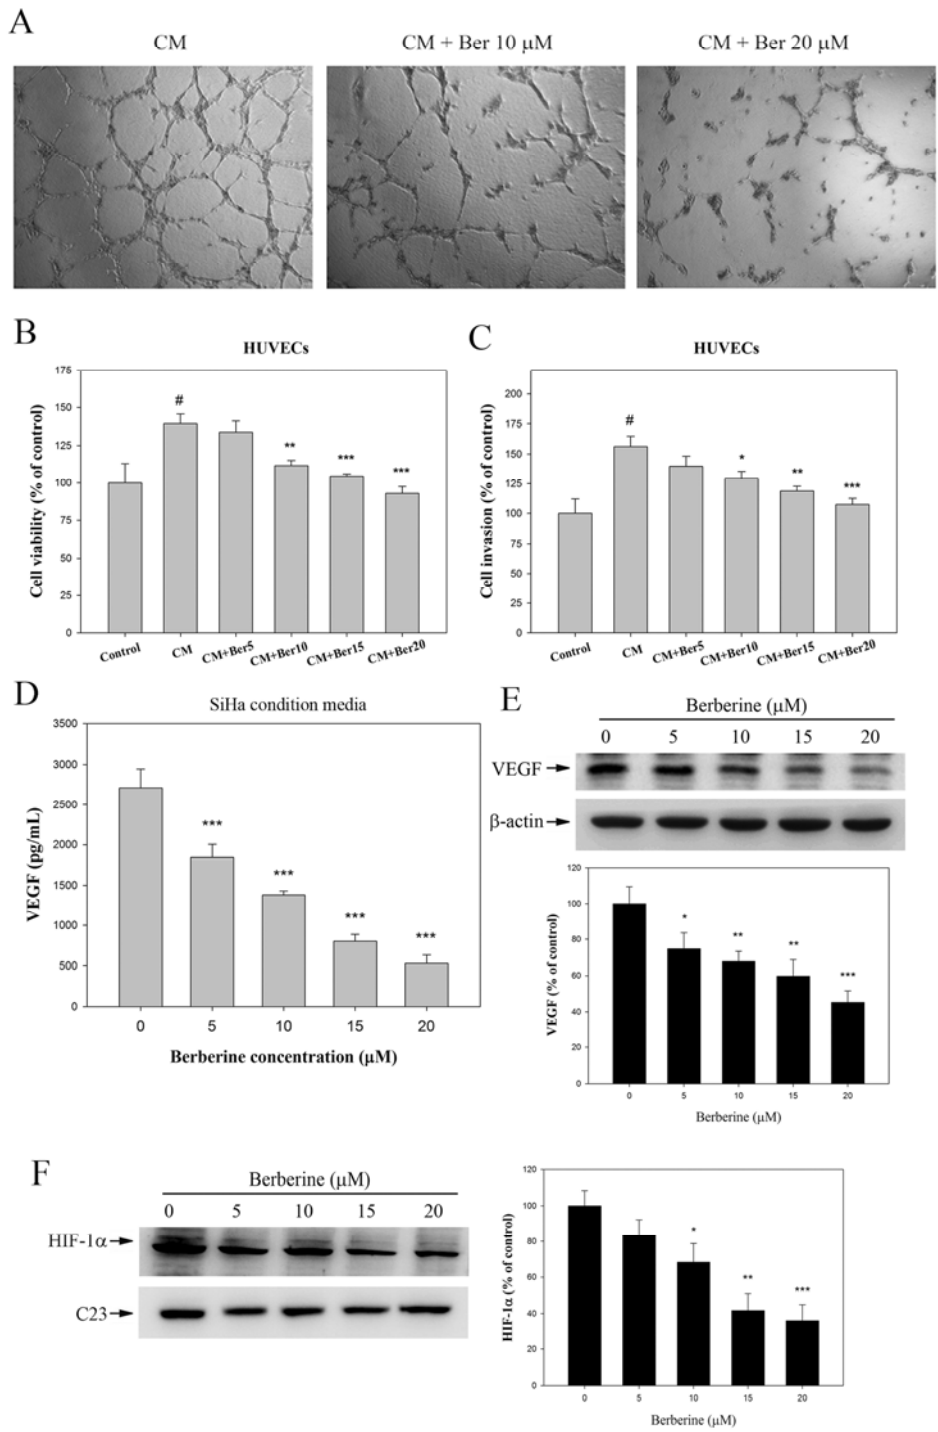 A
CM
CM + Ber 10 μM
CM + Ber 20 μM
B
HUVECs
Cell viability (% of control)
175
150
125
100
75
50
25
0
#
**
***
***
Control
CM
CM+Ber5
CM+Ber10
CM+Ber15
CM+Ber20
C
HUVECs
Cell invasion (% of control)
200
175
150
125
100
75
50
25
0
#
*
**
***
Control
CM
CM+Ber5
CM+Ber10
CM+Ber15
CM+Ber20
D
SiHa condition media
VEGF (pg/mL)
3500
3000
2500
2000
1500
1000
500
0
***
***
***
***
0 5 10 15 20
Berberine concentration (μM)
E
Berberine (μM)
0 5 10 15 20
VEGF
β-actin
VEGF (% of control)
120
100
80
60
40
20
0
*
**
**
***
0 5 10 15 20
Berberine (μM)
F
Berberine (μM)
0 5 10 15 20
HIF-1α
C23
HIF-1α (% of control)
120
100
80
60
40
20
0
*
**
***
0 5 10 15 20
Berberine (μM)